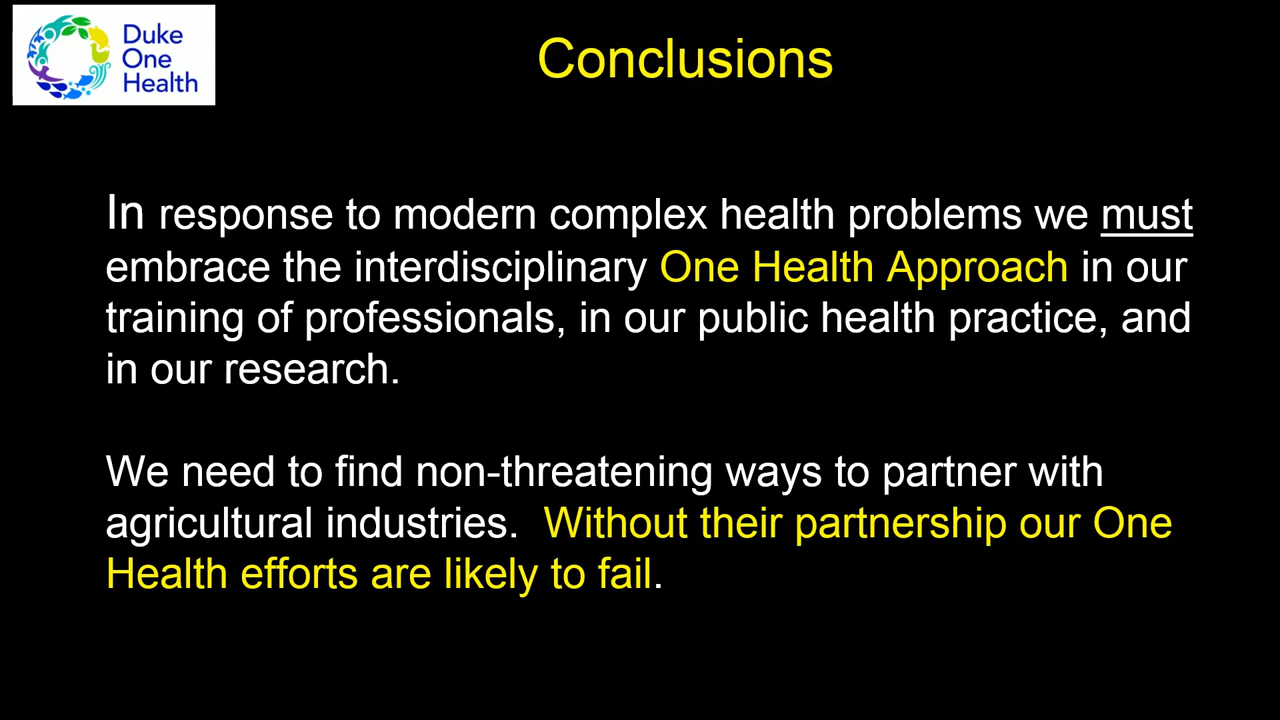 Duke
One
Health
Conclusions
In response to modern complex health problems we must
embrace the interdisciplinary One Health Approach in our
training of professionals, in our public health practice, and
in our research.
We need to find non-threatening ways to partner with
agricultural industries.  Without their partnership our One
Health efforts are likely to fail.